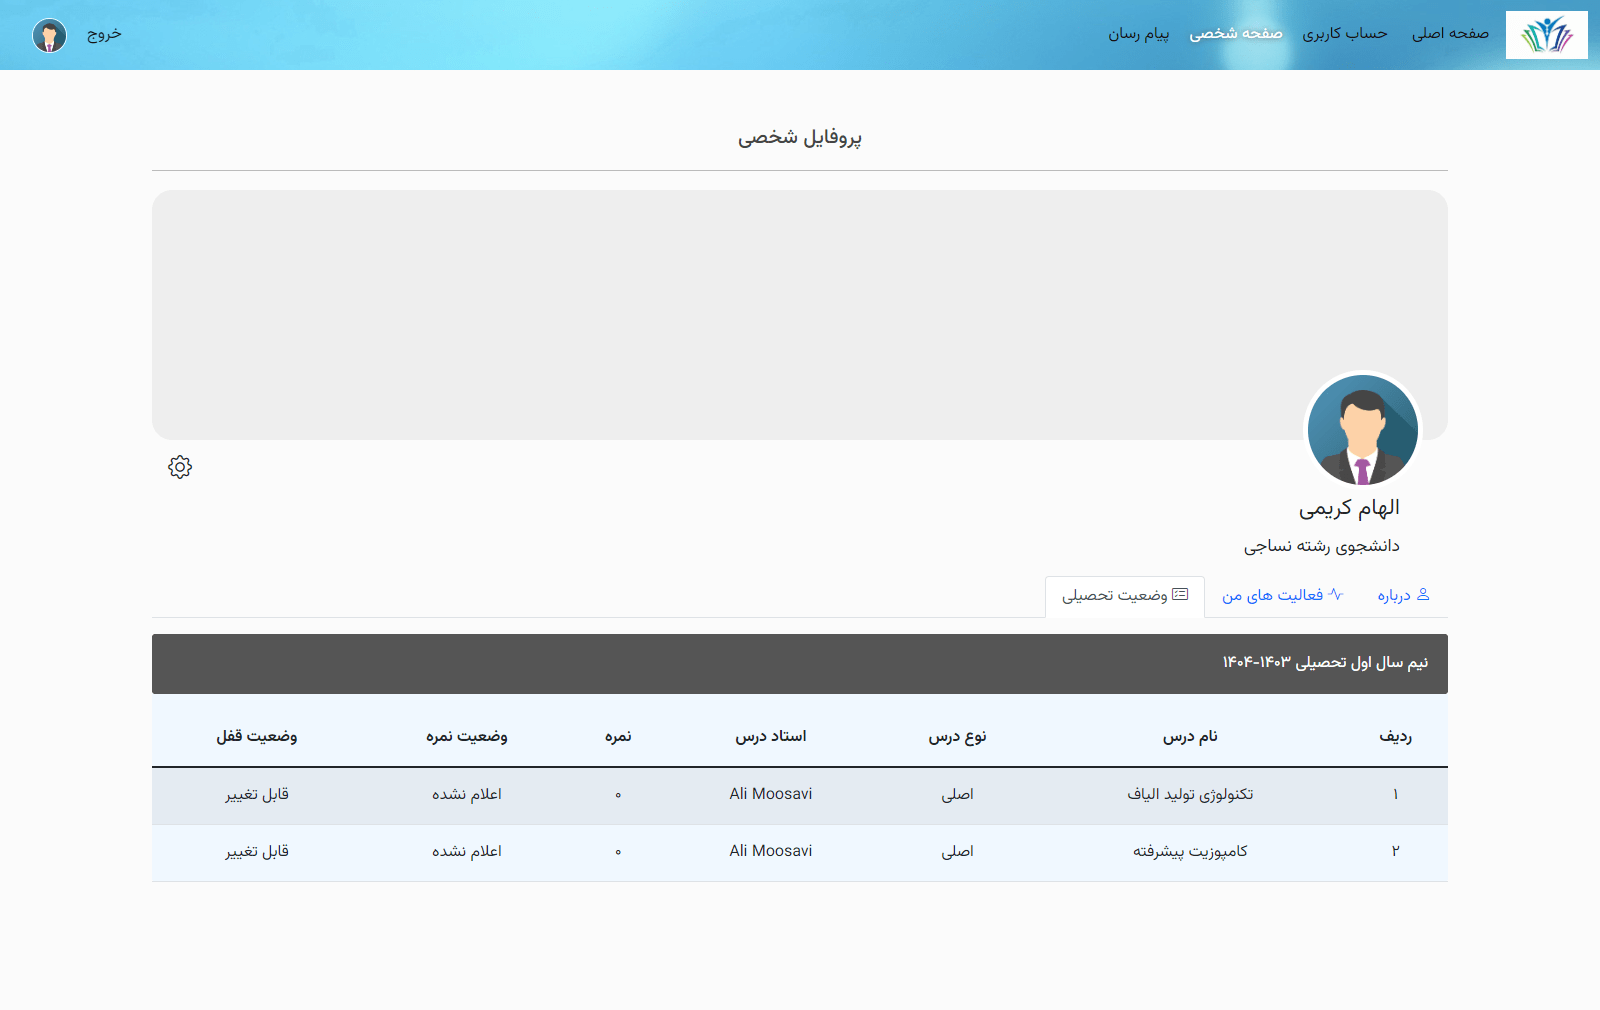 صفحه اصلی حساب کاربری صفحه شخصی پیام رسان خروج
پروفایل شخصی
الهام کریمی
دانشجوی رشته نساجی
درباره فعالیت های من وضعیت تحصیلی
نیم سال اول تحصیلی ۱۴۰۳-۱۴۰۴
ردیف نام درس نوع درس استاد درس نمره وضعیت نمره وضعیت قفل
۱ تکنولوژی تولید الیاف اصلی Ali Moosavi ۰ اعلام نشده قابل تغییر
۲ کامپوزیت پیشرفته اصلی Ali Moosavi ۰ اعلام نشده قابل تغییر